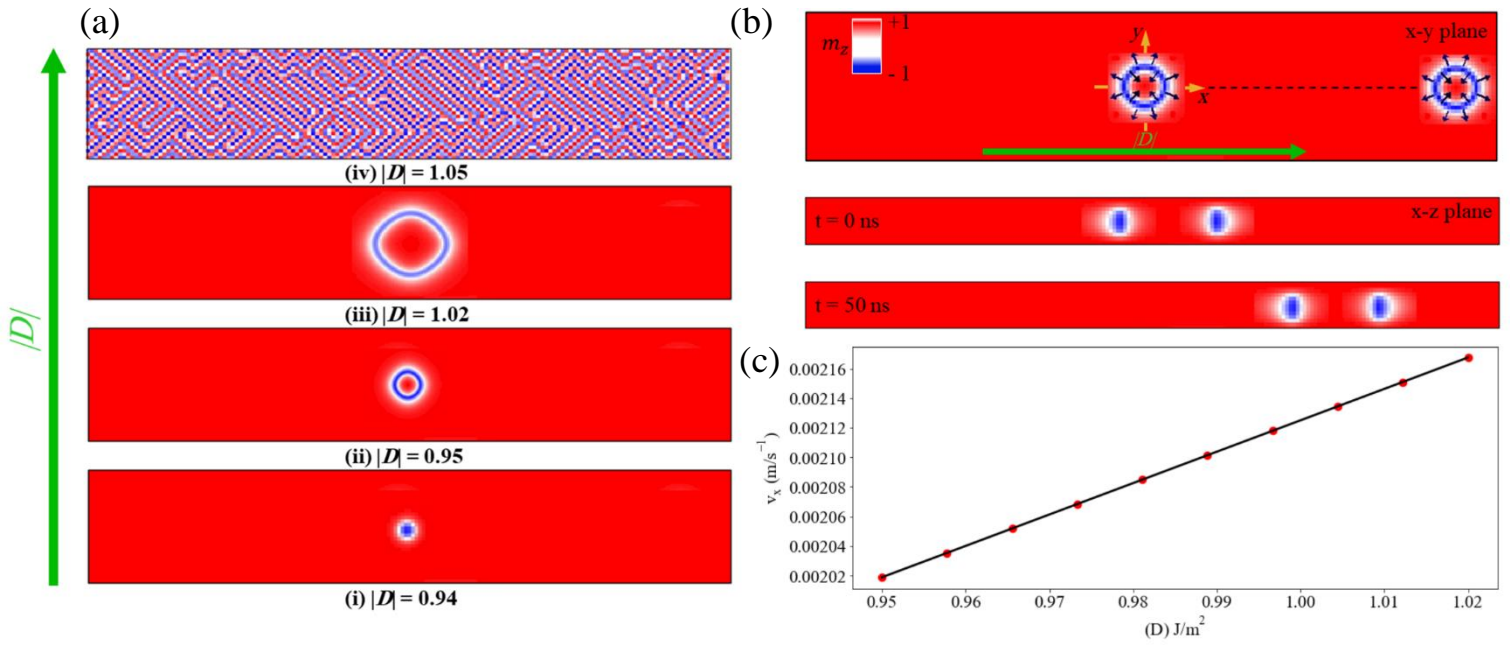 (a)
|D|
(iv) |D| = 1.05
(iii) |D| = 1.02
(ii) |D| = 0.95
(i) |D| = 0.94
(b)
+1
m_z
- 1
y
x
|D|
x-y plane
t = 0 ns
x-z plane
t = 50 ns
(c)
0.00216
0.00214
0.00212
0.00210
0.00208
0.00206
0.00204
0.00202
v_x (m/s⁻¹)
0.95 0.96 0.97 0.98 0.99 1.00 1.01 1.02
(D) J/m²